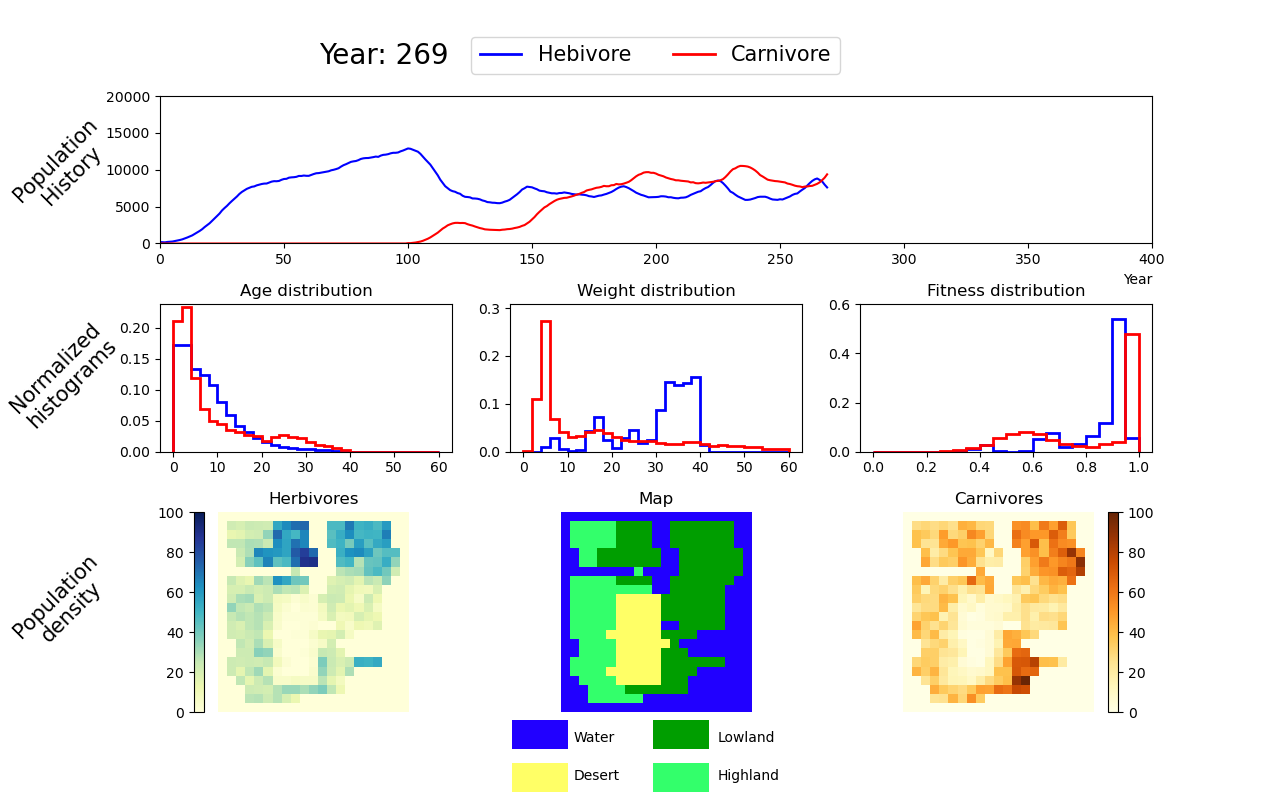 Year: 269
Hebivore
Carnivore
Population
History
20000
15000
10000
5000
0
0 50 100 150 200 250 300 350 400
Year
Normalized
histograms
Age distribution
0.20
0.15
0.10
0.05
0.00
0 10 20 30 40 50 60
Weight distribution
0.3
0.2
0.1
0.0
0 10 20 30 40 50 60
Fitness distribution
0.6
0.4
0.2
0.0
0.0 0.2 0.4 0.6 0.8 1.0
Population
density
Herbivores
100
80
60
40
20
0
Map
Carnivores
100
80
60
40
20
0
Water
Lowland
Desert
Highland